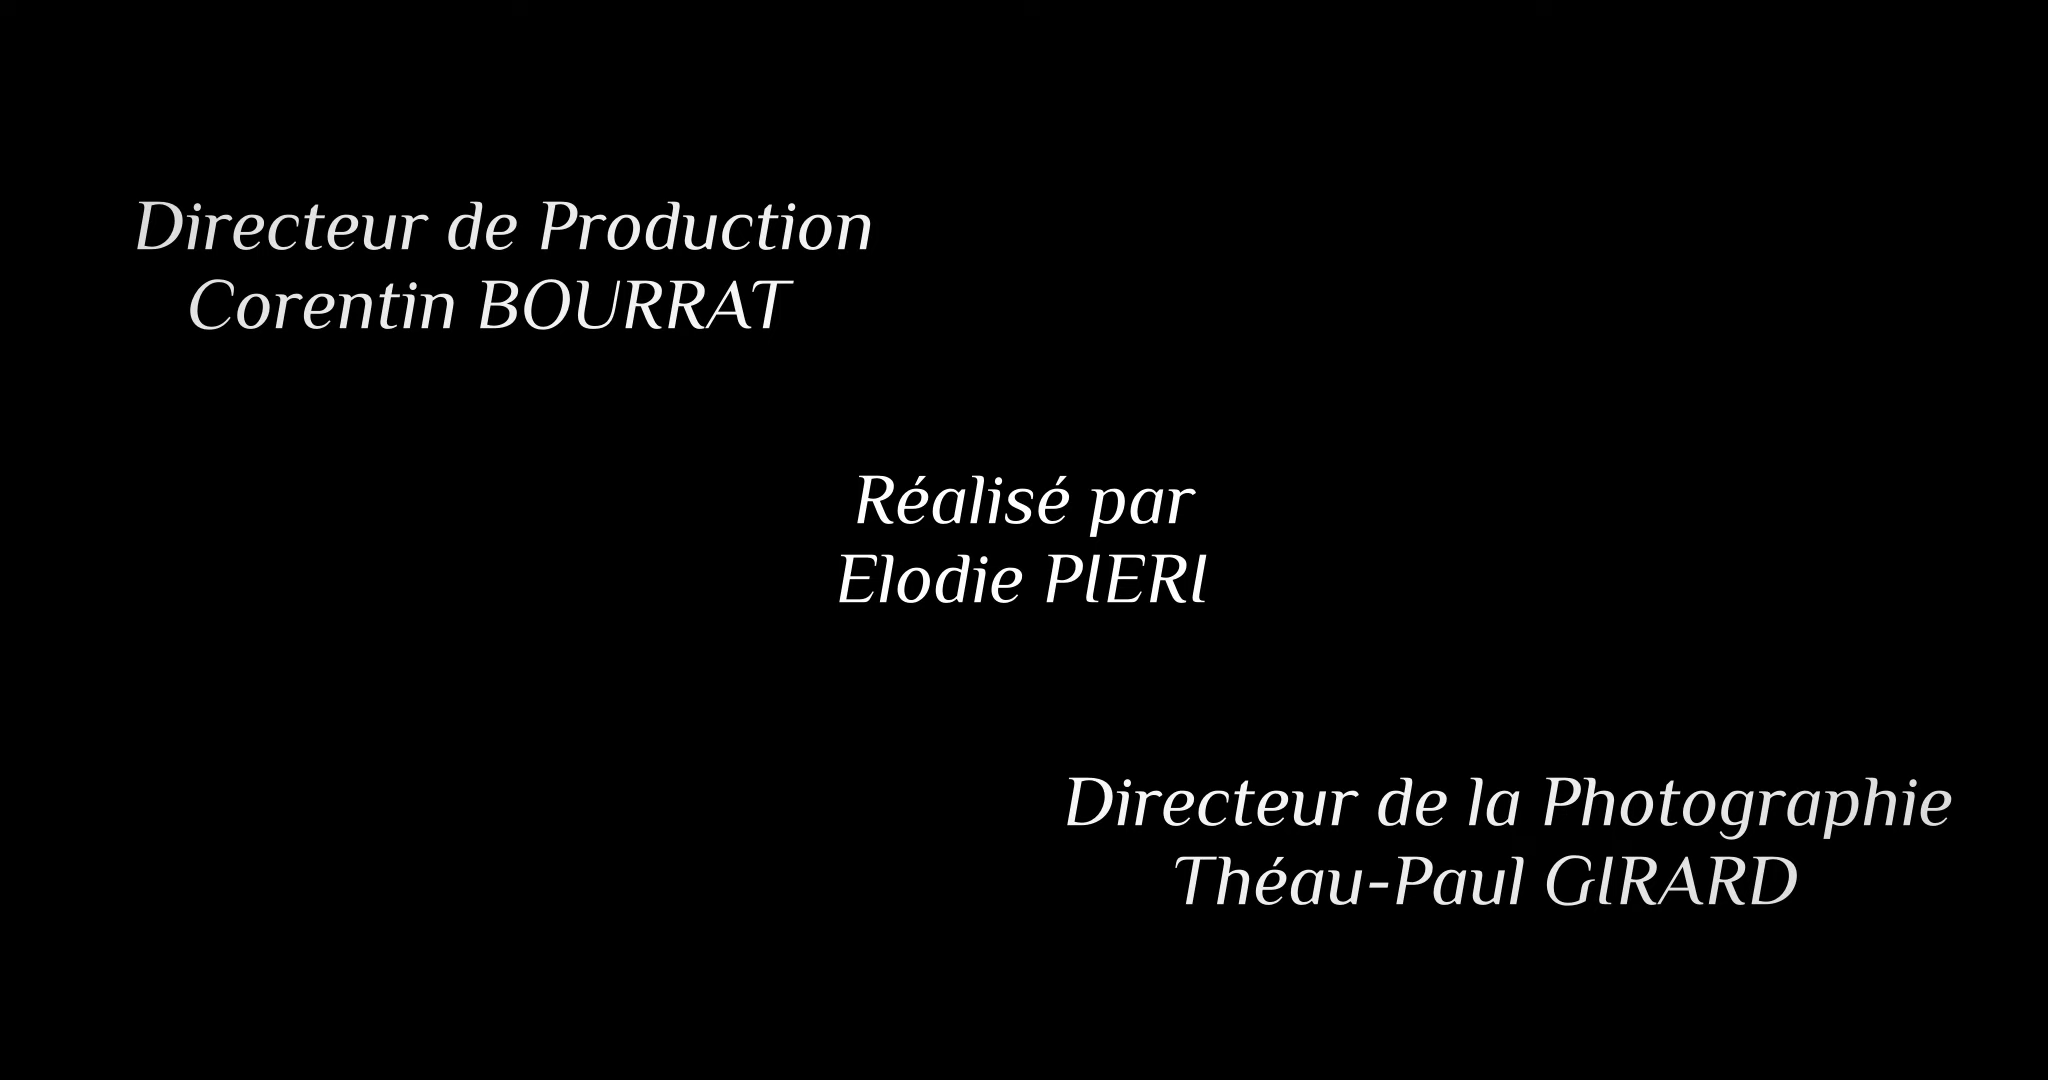 Directeur de Production
Corentin BOURRAT
Réalisé par
Elodie PIERI
Directeur de la Photographie
Théau-Paul GIRARD